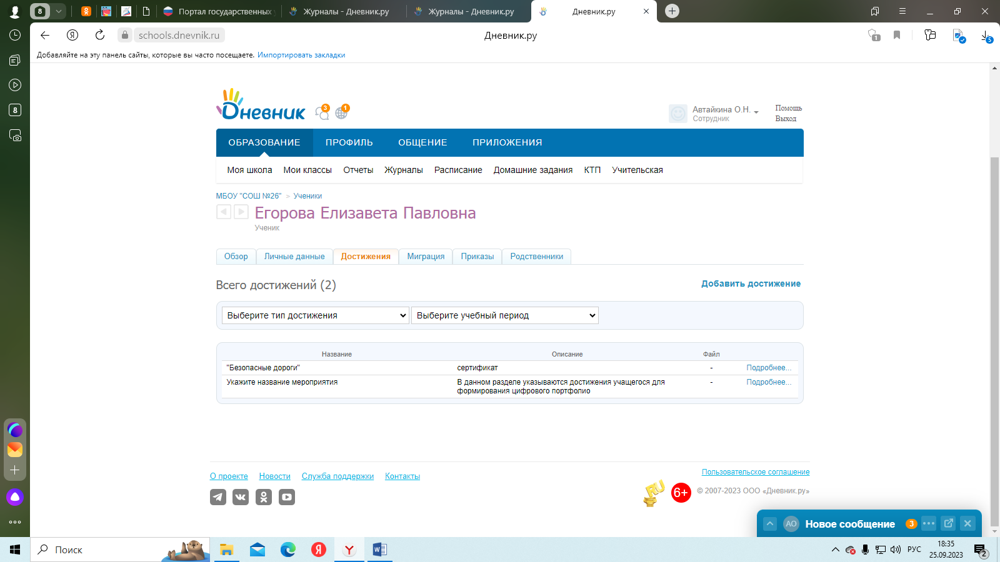 8
Портал государственных
Журналы - Дневник.ру
Журналы - Дневник.ру
Дневник.ру
Я
schools.dnevnik.ru
Дневник.ру
1
5
Добавляйте на эту панель сайты, которые вы часто посещаете. Импортировать закладки
8
Дневник
3
1
Автайкина О.Н.
Сотрудник
Помощь
Выход
ОБРАЗОВАНИЕ ПРОФИЛЬ ОБЩЕНИЕ ПРИЛОЖЕНИЯ
Моя школа Мои классы Отчеты Журналы Расписание Домашние задания КТП Учительская
МБОУ "СОШ №26" > Ученики
Егорова Елизавета Павловна
Ученик
Обзор Личные данные Достижения Миграция Приказы Родственники
Всего достижений (2)
Добавить достижение
Выберите тип достижения Выберите учебный период
Название Описание Файл
"Безопасные дороги" сертификат - Подробнее...
Укажите название мероприятия В данном разделе указываются достижения учащегося для - Подробнее...
формирования цифрового портфолио
О проекте Новости Служба поддержки Контакты
Пользовательское соглашение
RU
6+
© 2007-2023 ООО «Дневник.ру»
АО Новое сообщение 3
Поиск
Я
Y
W
РУС
18:35
25.09.2023
2